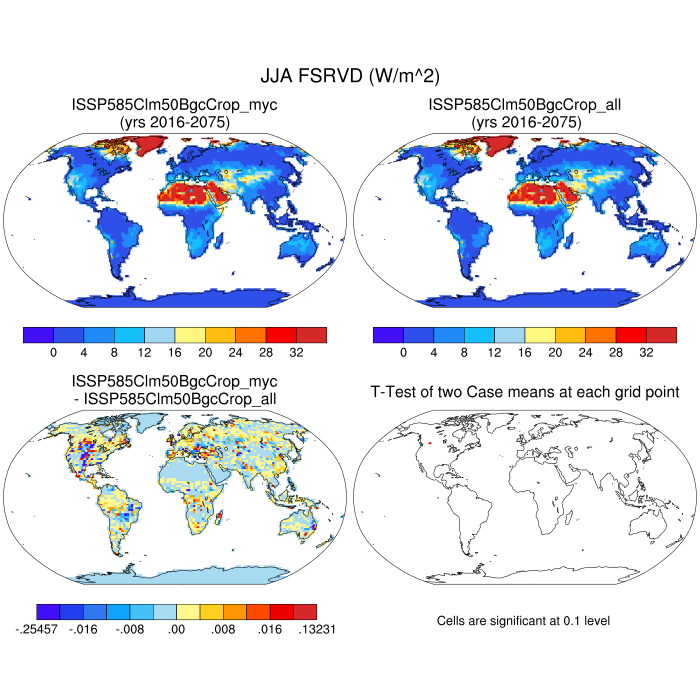 JJA FSRVD (W/m^2)
ISSP585Clm50BgcCrop_myc
(yrs 2016-2075)
ISSP585Clm50BgcCrop_all
(yrs 2016-2075)
0 4 8 12 16 20 24 28 32
0 4 8 12 16 20 24 28 32
ISSP585Clm50BgcCrop_myc
- ISSP585Clm50BgcCrop_all
T-Test of two Case means at each grid point
-.25457 -.016 -.008 .00 .008 .016 .13231
Cells are significant at 0.1 level